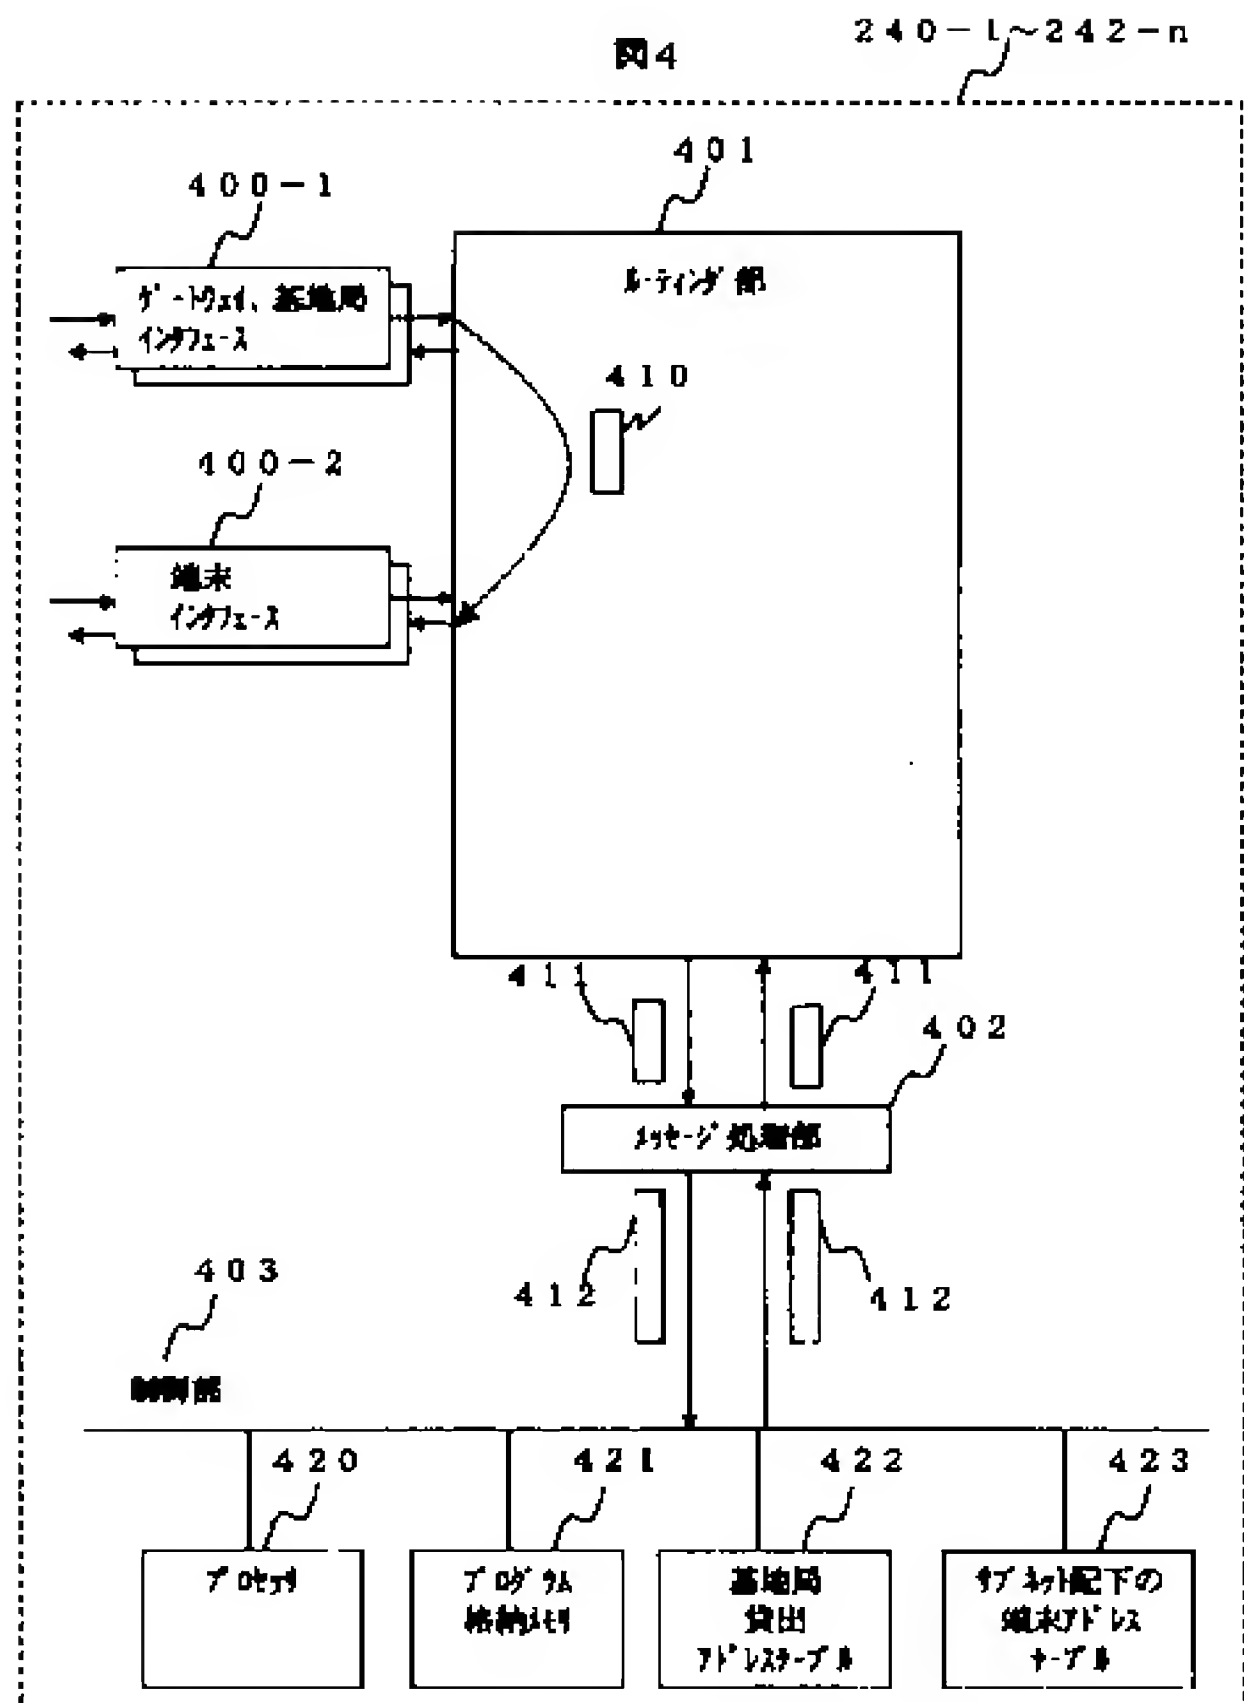 図4
240-1～242-n
401
400-1
ルーティング部
ゲートウェイ、基地局
インタフェース
410
400-2
端末
インタフェース
411
411
402
メッセージ処理部
403
412
412
制御部
420
421
422
423
プロセッサ
プログラム
格納メモリ
基地局
貸出
アドレステーブル
サブネット配下の
端末アドレス
テーブル